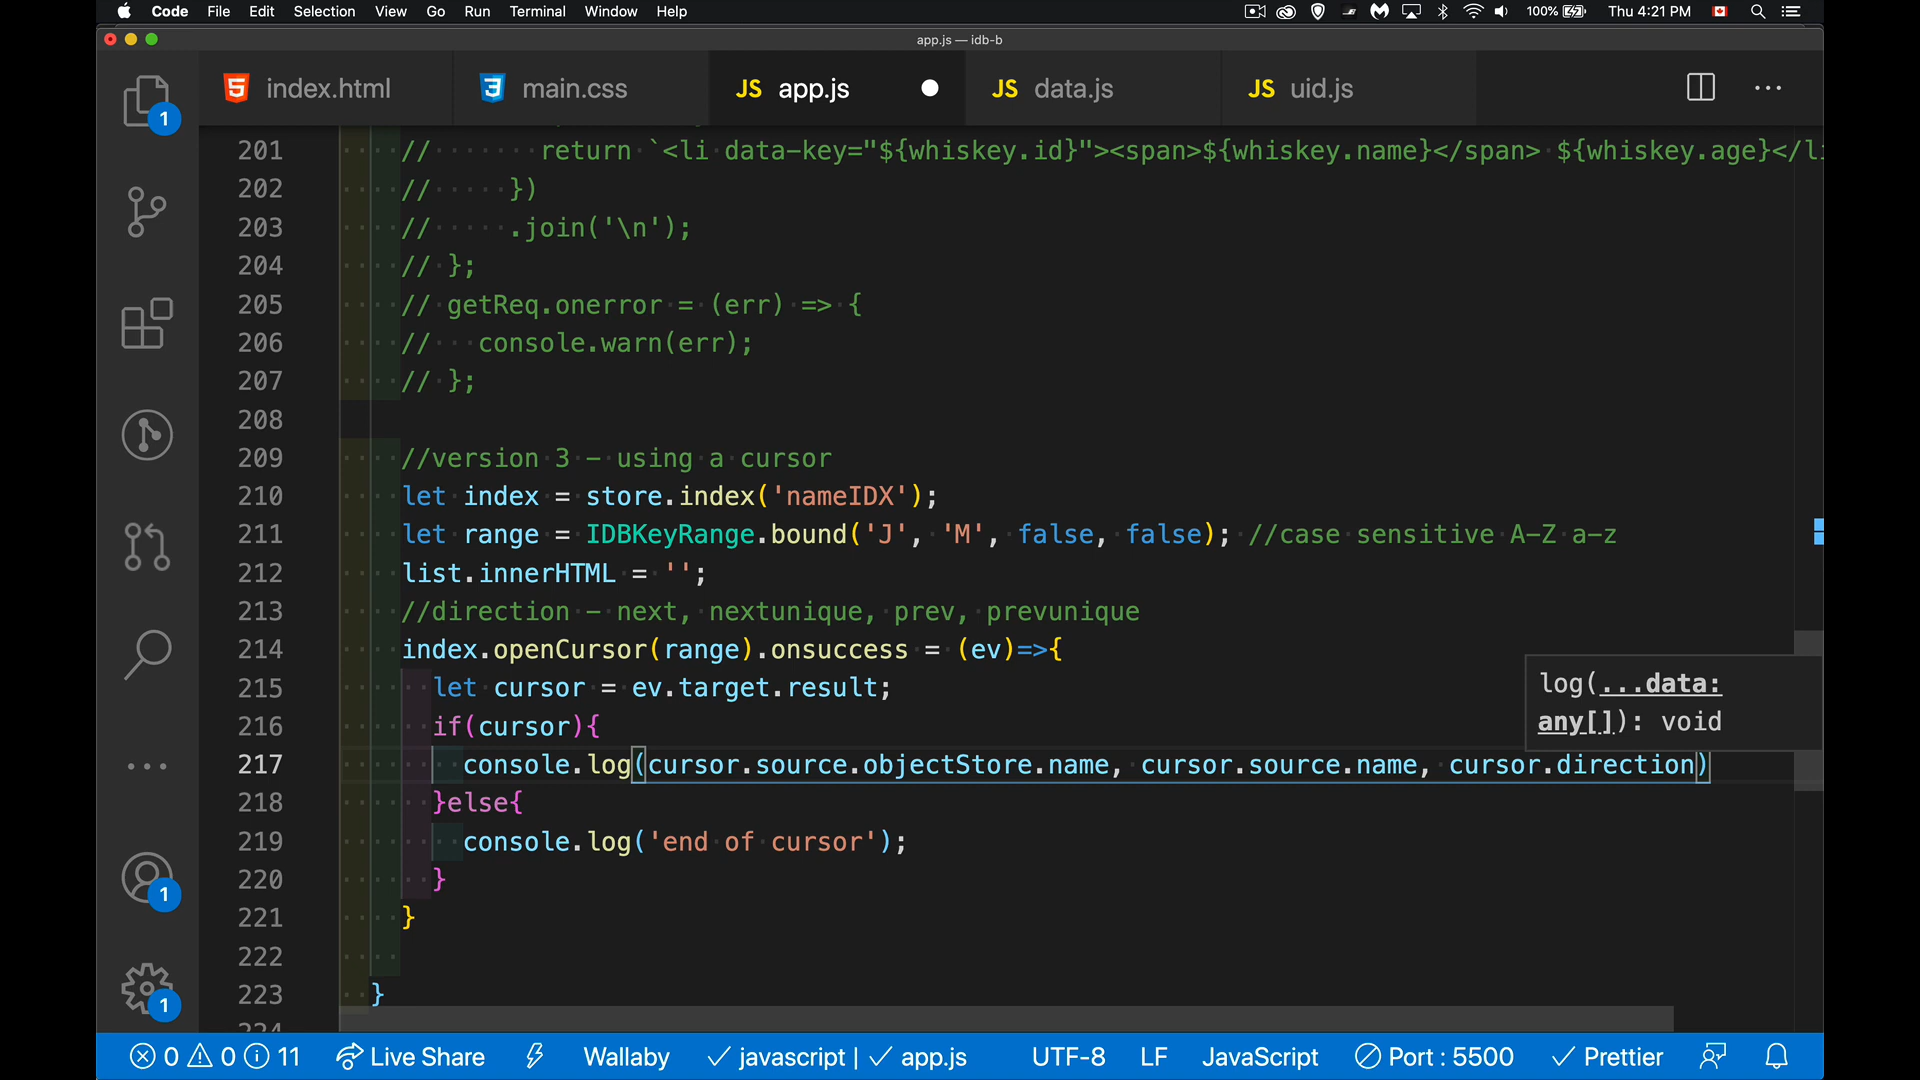 Code File Edit Selection View Go Run Terminal Window Help 100% Thu 4:21 PM
app.js — idb-b
index.html main.css JS app.js JS data.js JS uid.js ...
1
201 // return `<li data-key="${whiskey.id}"><span>${whiskey.name}</span> ${whiskey.age}</li
202 // })
203 // .join('\n');
204 // };
205 // getReq.onerror = (err) => {
206 // console.warn(err);
207 // };
208
209 //version 3 - using a cursor
210 let index = store.index('nameIDX');
211 let range = IDBKeyRange.bound('J', 'M', false, false); //case sensitive A-Z a-z
212 list.innerHTML = '';
213 //direction - next, nextunique, prev, prevunique
214 index.openCursor(range).onsuccess = (ev)=>{
215 let cursor = ev.target.result;
216 if(cursor){
217 console.log(cursor.source.objectStore.name, cursor.source.name, cursor.direction)
218 }else{
219 console.log('end of cursor');
220 }
221 }
222
223 }
224
log(...data:
any[]): void
1
1
0 0 11 Live Share Wallaby javascript | app.js UTF-8 LF JavaScript Port : 5500 Prettier